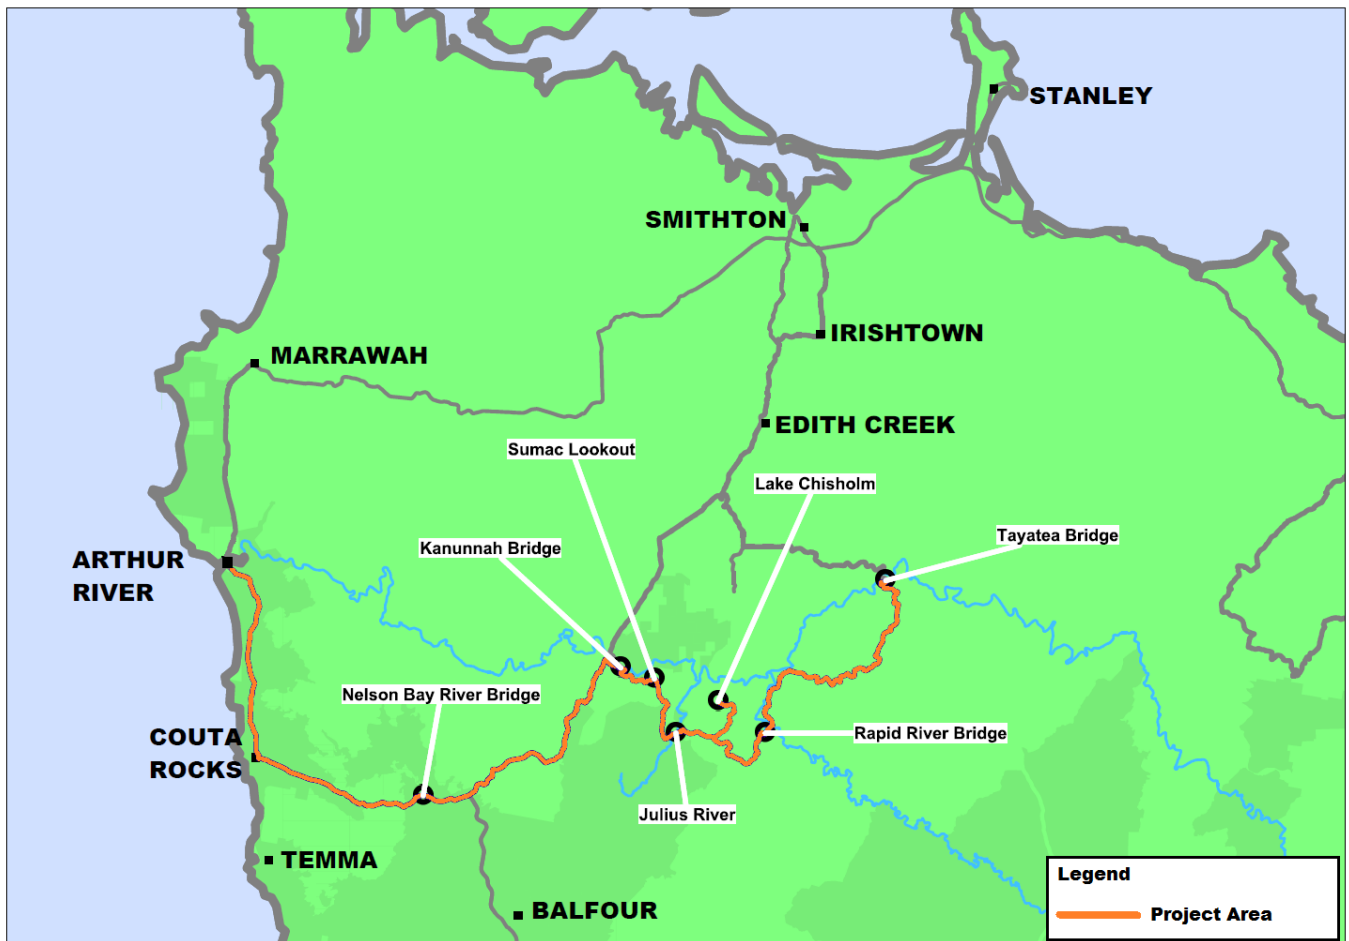 STANLEY
SMITHTON
IRISHTOWN
MARRAWAH
EDITH CREEK
Sumac Lookout
Lake Chisholm
Tayatea Bridge
Kanunnah Bridge
ARTHUR
RIVER
Nelson Bay River Bridge
COUTA
ROCKS
Rapid River Bridge
Julius River
TEMMA
BALFOUR
Legend
Project Area